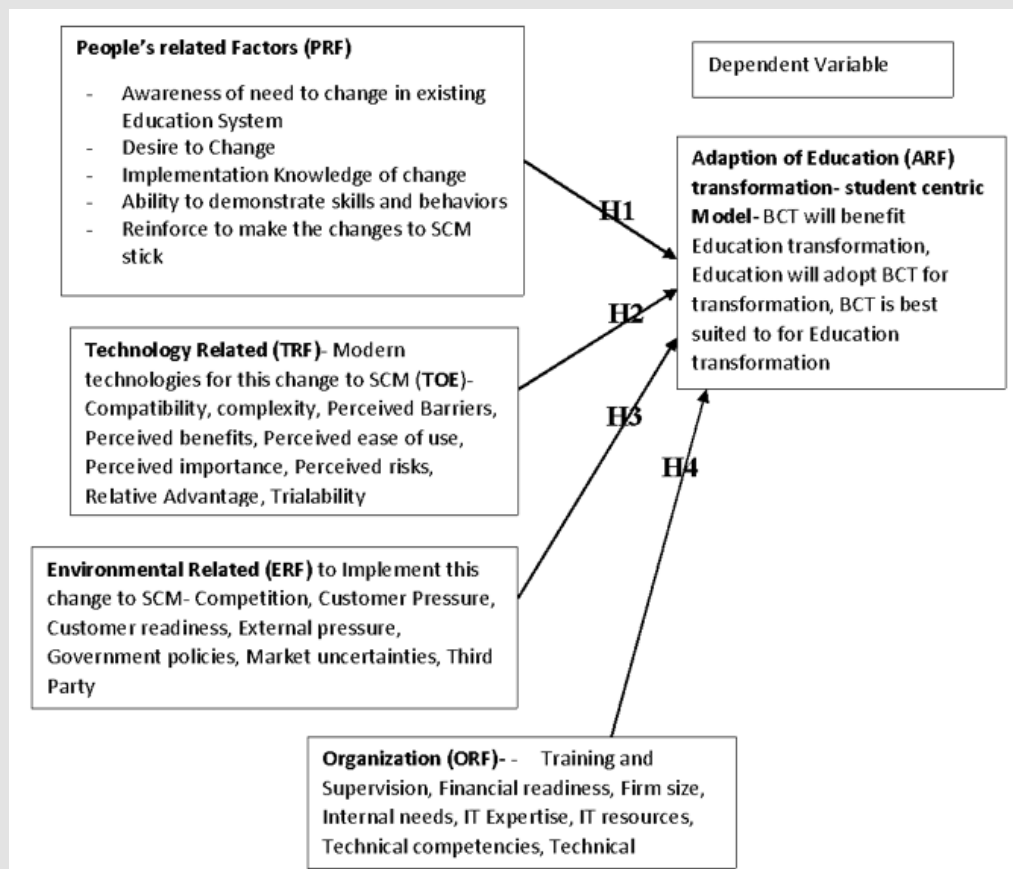 People’s related Factors (PRF)
- Awareness of need to change in existing
Education System
- Desire to Change
- Implementation Knowledge of change
- Ability to demonstrate skills and behaviors
- Reinforce to make the changes to SCM
stick
Dependent Variable
Adaption of Education (ARF)
transformation- student centric
Model- BCT will benefit
Education transformation,
Education will adopt BCT for
transformation, BCT is best
suited to for Education
transformation
H1
H2
H3
H4
Technology Related (TRF)- Modern
technologies for this change to SCM (TOE)-
Compatibility, complexity, Perceived Barriers,
Perceived benefits, Perceived ease of use,
Perceived importance, Perceived risks,
Relative Advantage, Trialability
Environmental Related (ERF) to Implement this
change to SCM- Competition, Customer Pressure,
Customer readiness, External pressure,
Government policies, Market uncertainties, Third
Party
Organization (ORF)- - Training and
Supervision, Financial readiness, Firm size,
Internal needs, IT Expertise, IT resources,
Technical competencies, Technical